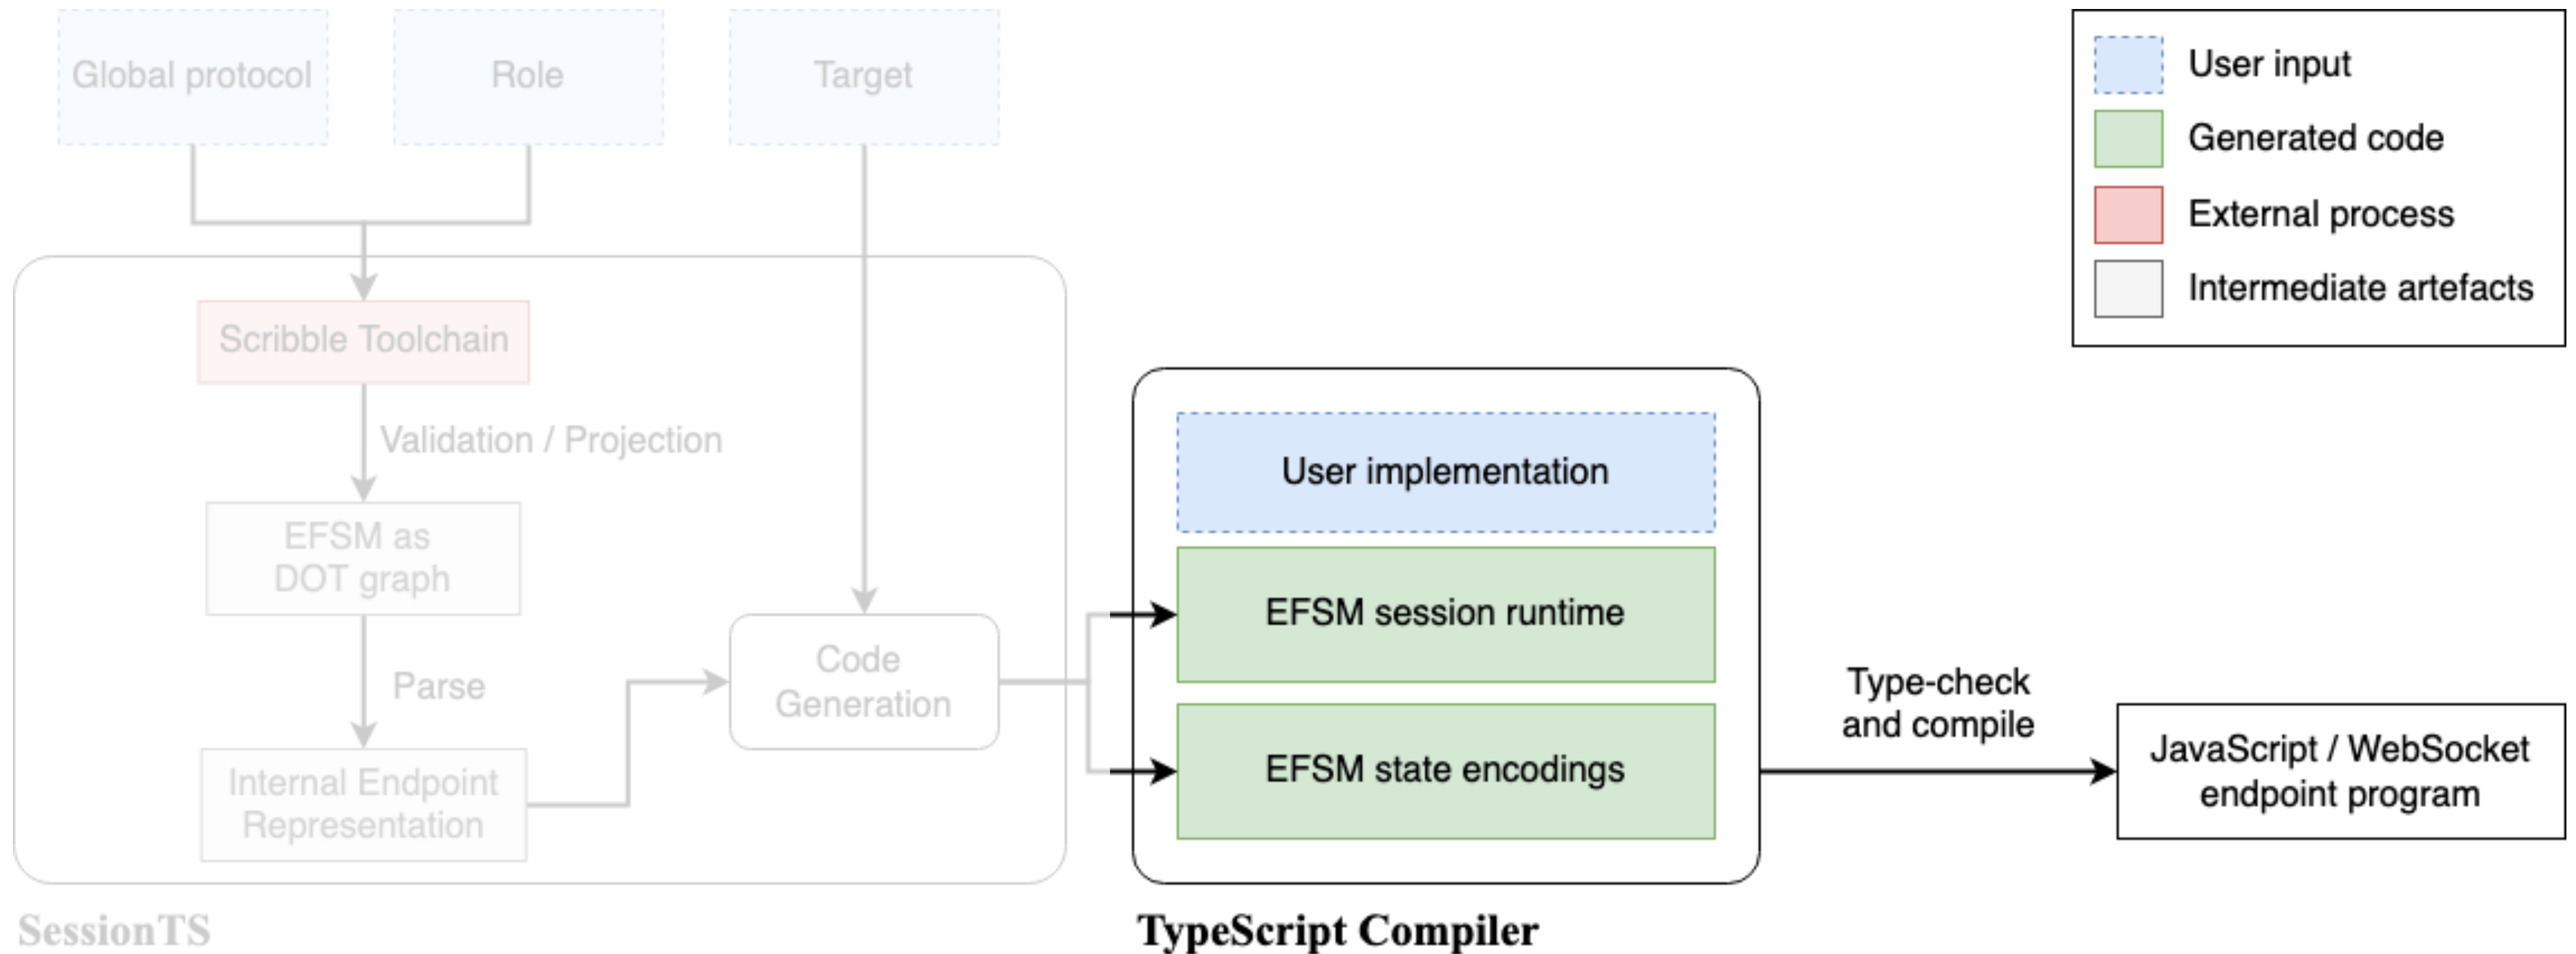 Global protocol
Role
Target
User input
Generated code
External process
Intermediate artefacts
Scribble Toolchain
Validation / Projection
EFSM as
DOT graph
Parse
Internal Endpoint
Representation
Code
Generation
User implementation
EFSM session runtime
EFSM state encodings
Type-check
and compile
JavaScript / WebSocket
endpoint program
SessionTS
TypeScript Compiler